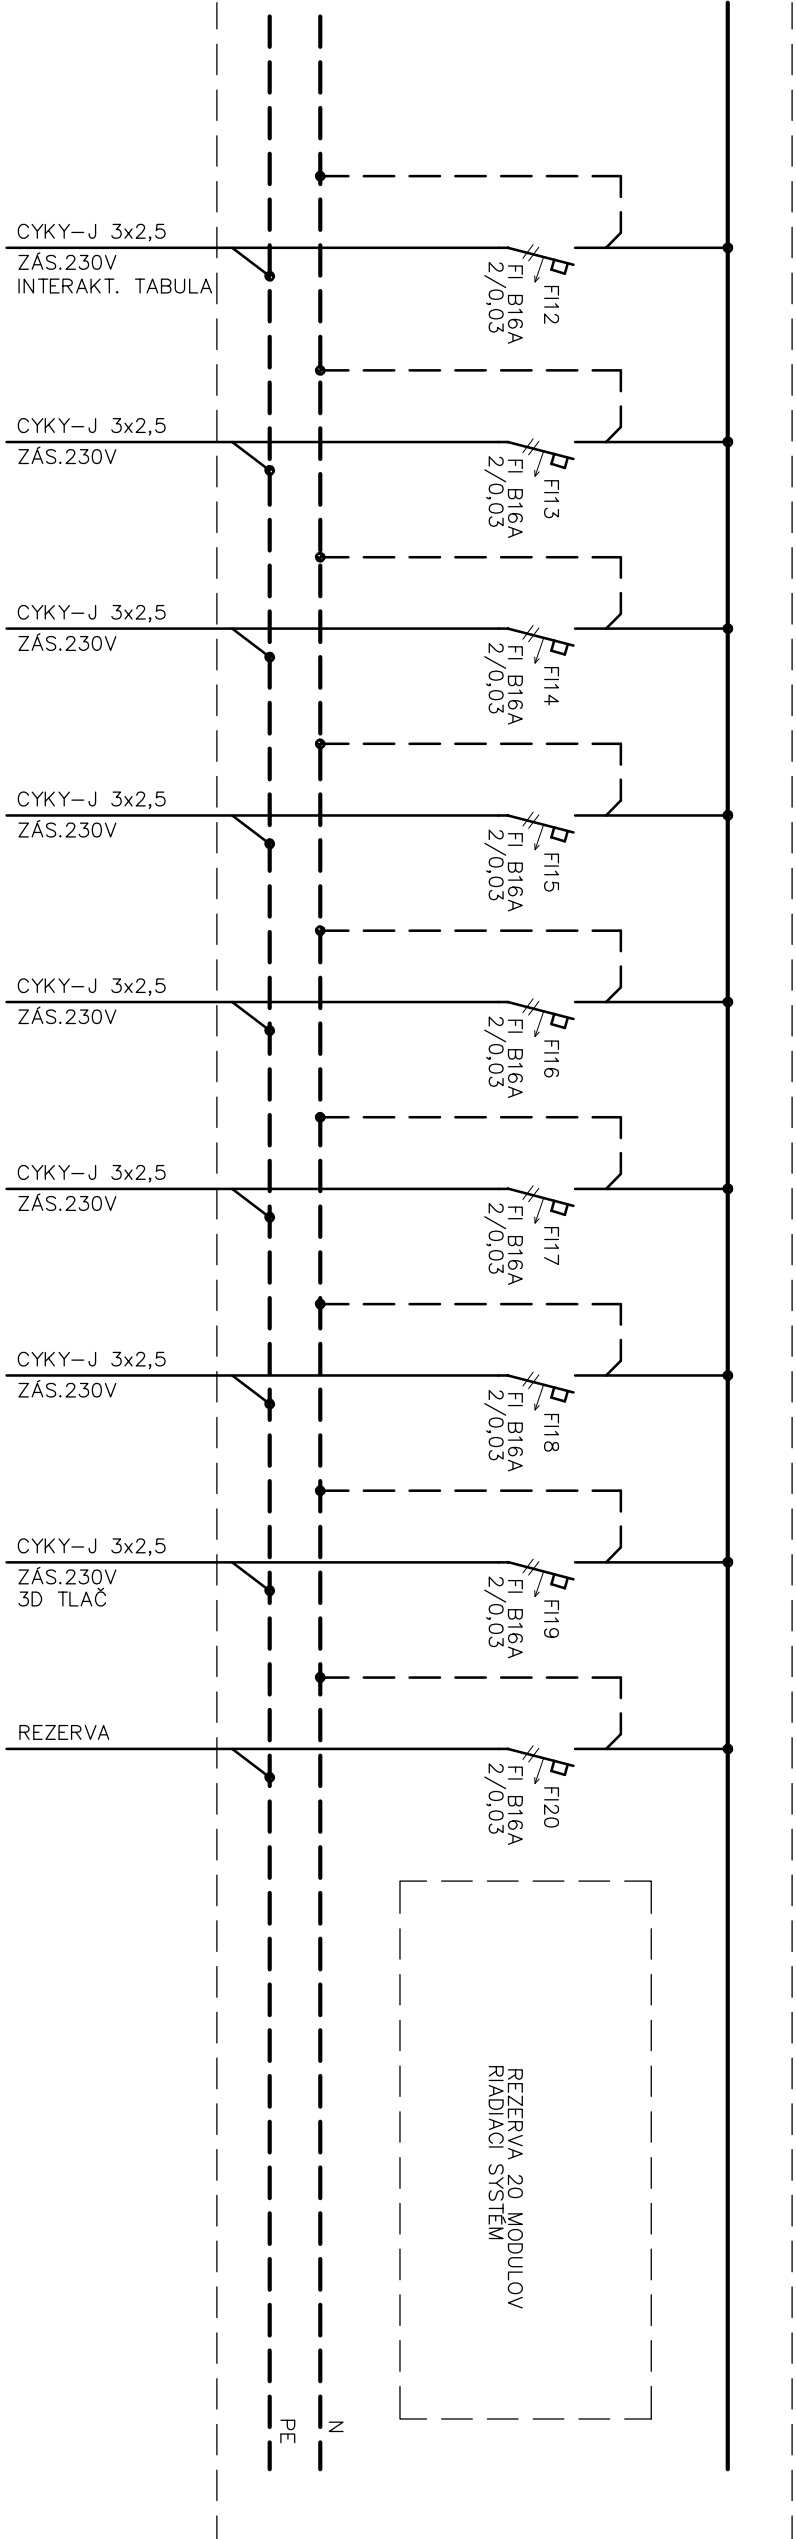 CYKY-J 3x2,5
ZÁS.230V
INTERAKT. TABULA
FI12
FI B16A
2/0,03
CYKY-J 3x2,5
ZÁS.230V
FI13
FI B16A
2/0,03
CYKY-J 3x2,5
ZÁS.230V
FI14
FI B16A
2/0,03
CYKY-J 3x2,5
ZÁS.230V
FI15
FI B16A
2/0,03
CYKY-J 3x2,5
ZÁS.230V
FI16
FI B16A
2/0,03
CYKY-J 3x2,5
ZÁS.230V
FI17
FI B16A
2/0,03
CYKY-J 3x2,5
ZÁS.230V
FI18
FI B16A
2/0,03
CYKY-J 3x2,5
ZÁS.230V
3D TLAČ
FI19
FI B16A
2/0,03
REZERVA
FI20
FI B16A
2/0,03
REZERVA 20 MODULOV
RIADIACI SYSTÉM
N
PE